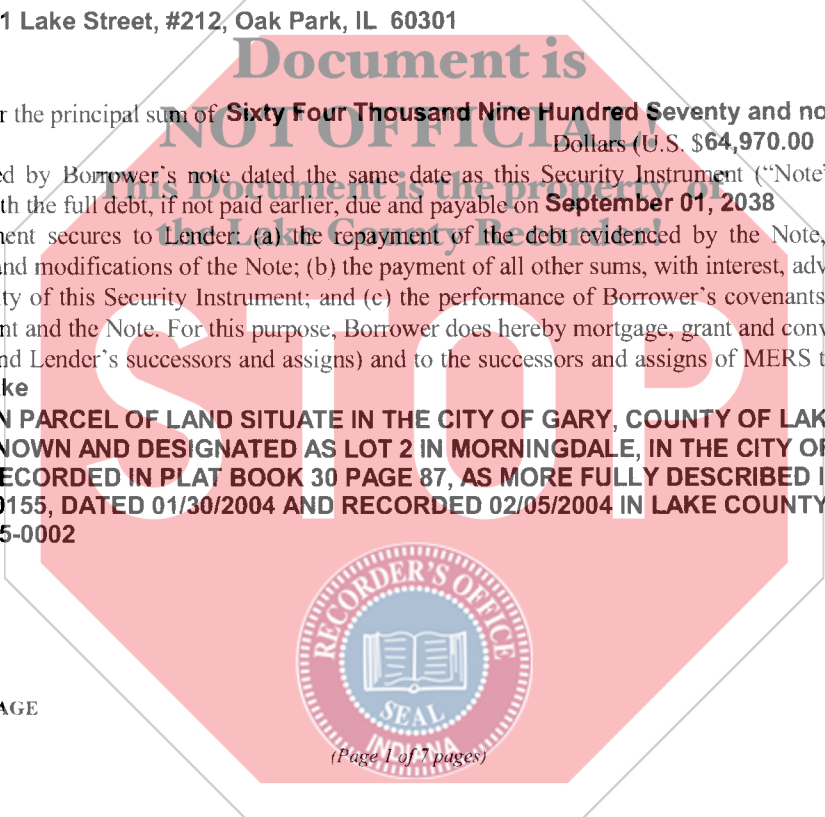 1 Lake Street, #212, Oak Park, IL 60301
Document is
r the principal sum of Sixty Four Thousand Nine Hundred Seventy and no
NOT OFFICIAL!
Dollars (U.S. $64,970.00
ed by Borrower's note dated the same date as this Security Instrument ("Note"
This Document is the property of
th the full debt, if not paid earlier, due and payable on September 01, 2038
the Lake County Recorder!
nent secures to Lender: (a) the repayment of the debt evidenced by the Note,
nd modifications of the Note; (b) the payment of all other sums, with interest, adv
ty of this Security Instrument; and (c) the performance of Borrower's covenants
nt and the Note. For this purpose, Borrower does hereby mortgage, grant and conv
nd Lender's successors and assigns) and to the successors and assigns of MERS t
ke
STOP
N PARCEL OF LAND SITUATE IN THE CITY OF GARY, COUNTY OF LAK
NOWN AND DESIGNATED AS LOT 2 IN MORNINGDALE, IN THE CITY OF
ECORDED IN PLAT BOOK 30 PAGE 87, AS MORE FULLY DESCRIBED I
0155, DATED 01/30/2004 AND RECORDED 02/05/2004 IN LAKE COUNTY
5-0002
RECORDER'S OFFICE
SEAL
INDIANA
AGE
(Page 1 of 7 pages)